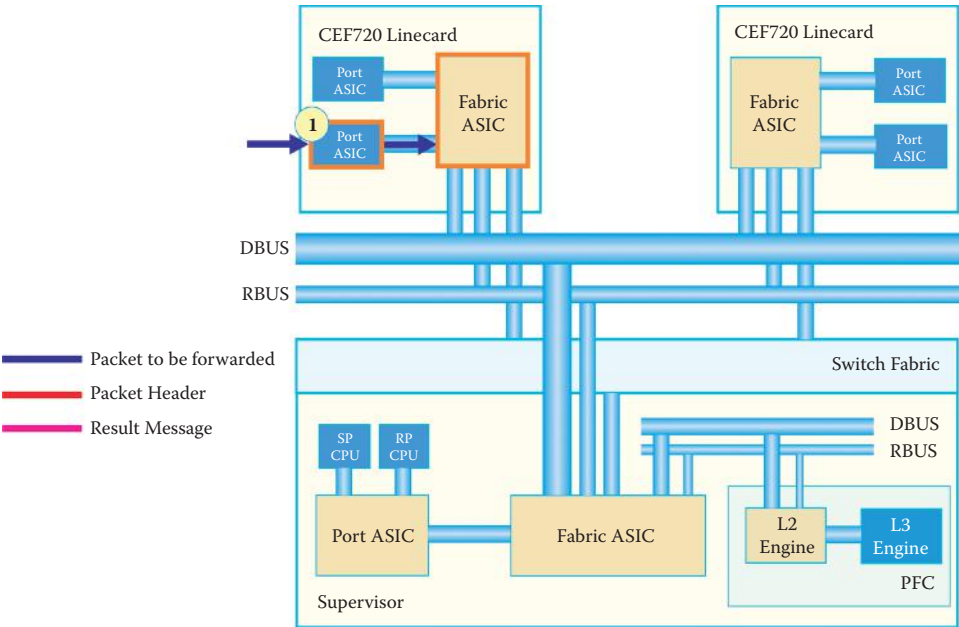 CEF720 Linecard
Port
ASIC
Fabric
ASIC
1
Port
ASIC
CEF720 Linecard
Fabric
ASIC
Port
ASIC
Port
ASIC
DBUS
RBUS
Packet to be forwarded
Packet Header
Result Message
Switch Fabric
DBUS
RBUS
SP
CPU
RP
CPU
Port ASIC
Fabric ASIC
L2
Engine
L3
Engine
PFC
Supervisor